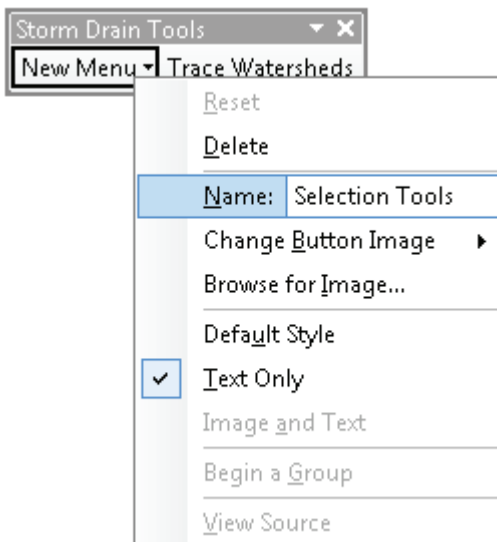 Storm Drain Tools
New Menu Trace Watersheds
Reset
Delete
Name: Selection Tools
Change Button Image
Browse for Image...
Default Style
Text Only
Image and Text
Begin a Group
View Source